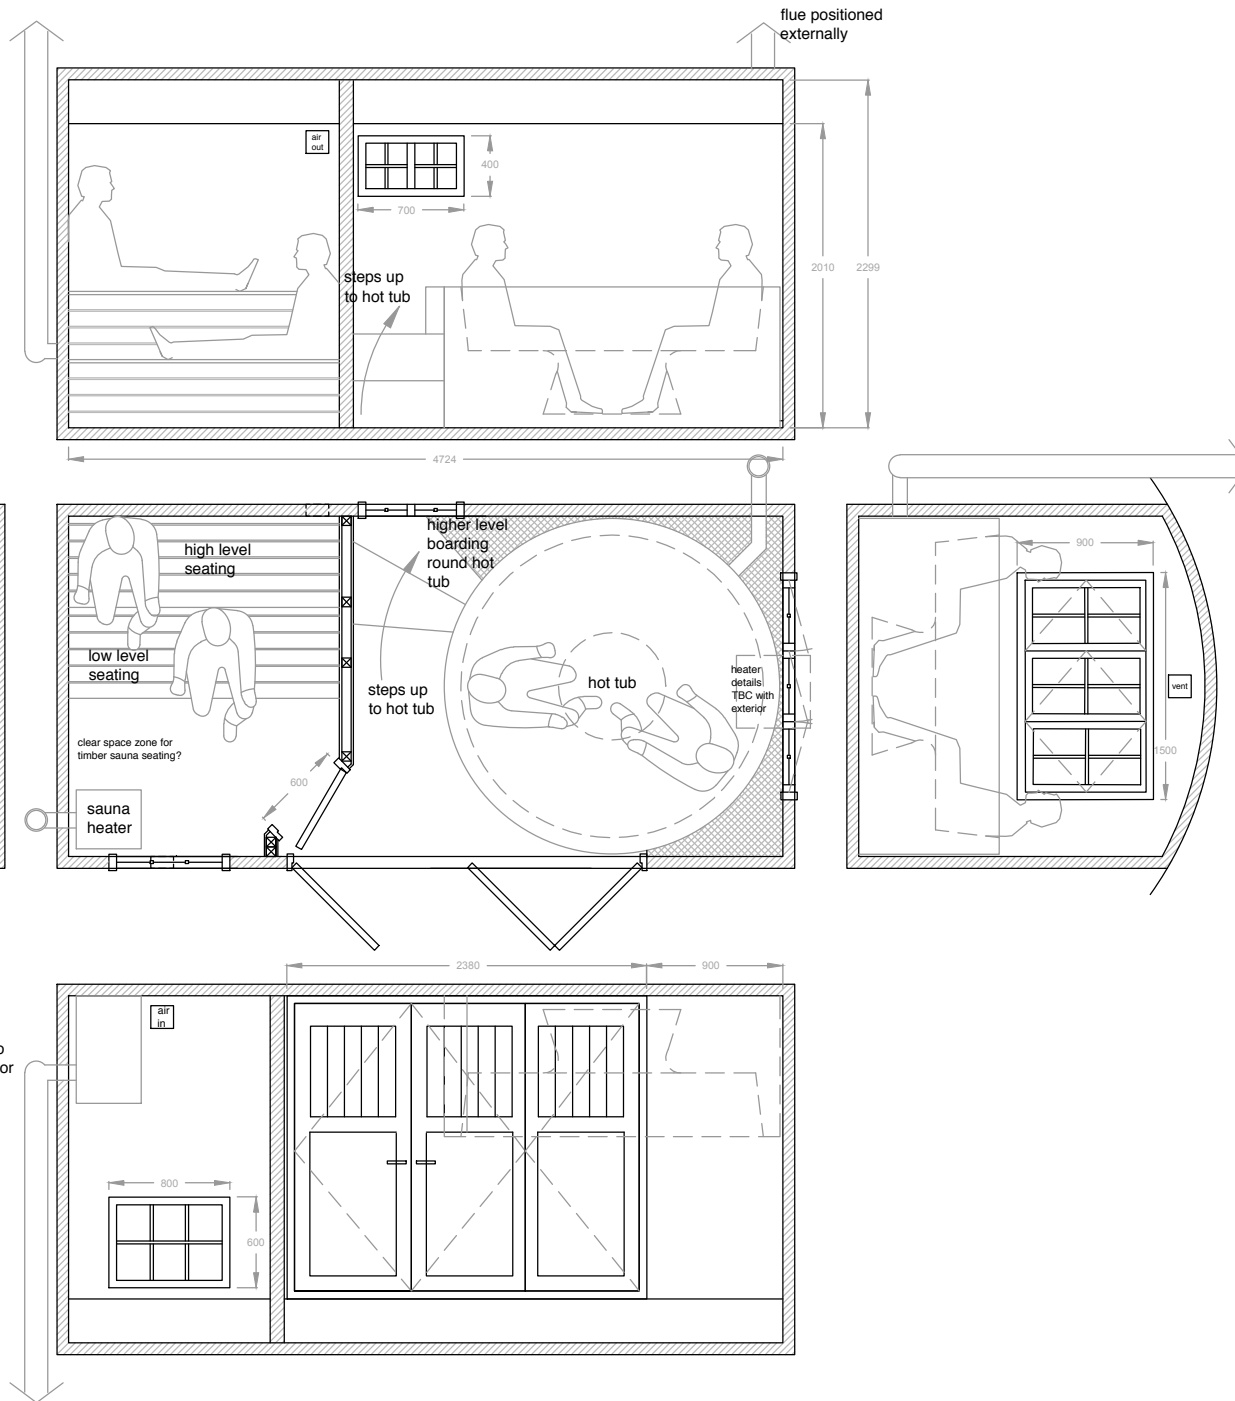 flue positioned
externally
air
out
400
700
steps up
to hot tub
2010
2299
4724
higher level
boarding
round hot
tub
high level
seating
900
low level
seating
hot tub
heater
details
TBC with
exterior
vent
steps up
to hot tub
clear space zone for
timber sauna seating?
1500
600
sauna
heater
2380
900
air
in
or
800
600